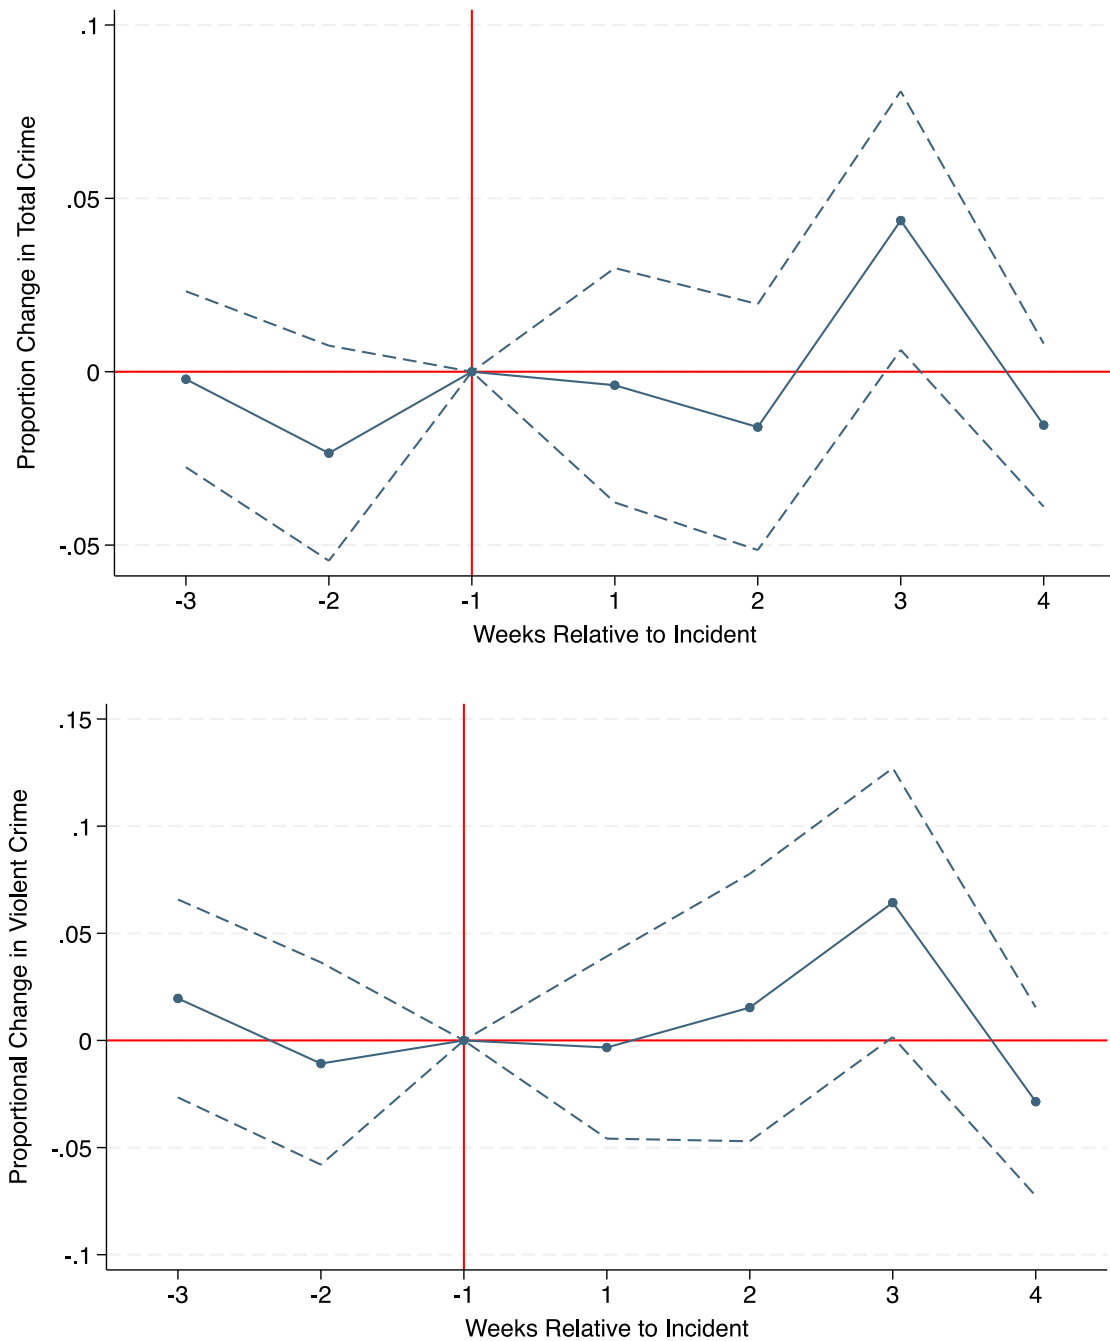 Proportion Change in Total Crime
.1
.05
0
-.05
-3 -2 -1 1 2 3 4
Weeks Relative to Incident
Proportional Change in Violent Crime
.15
.1
.05
0
-.05
-.1
-3 -2 -1 1 2 3 4
Weeks Relative to Incident